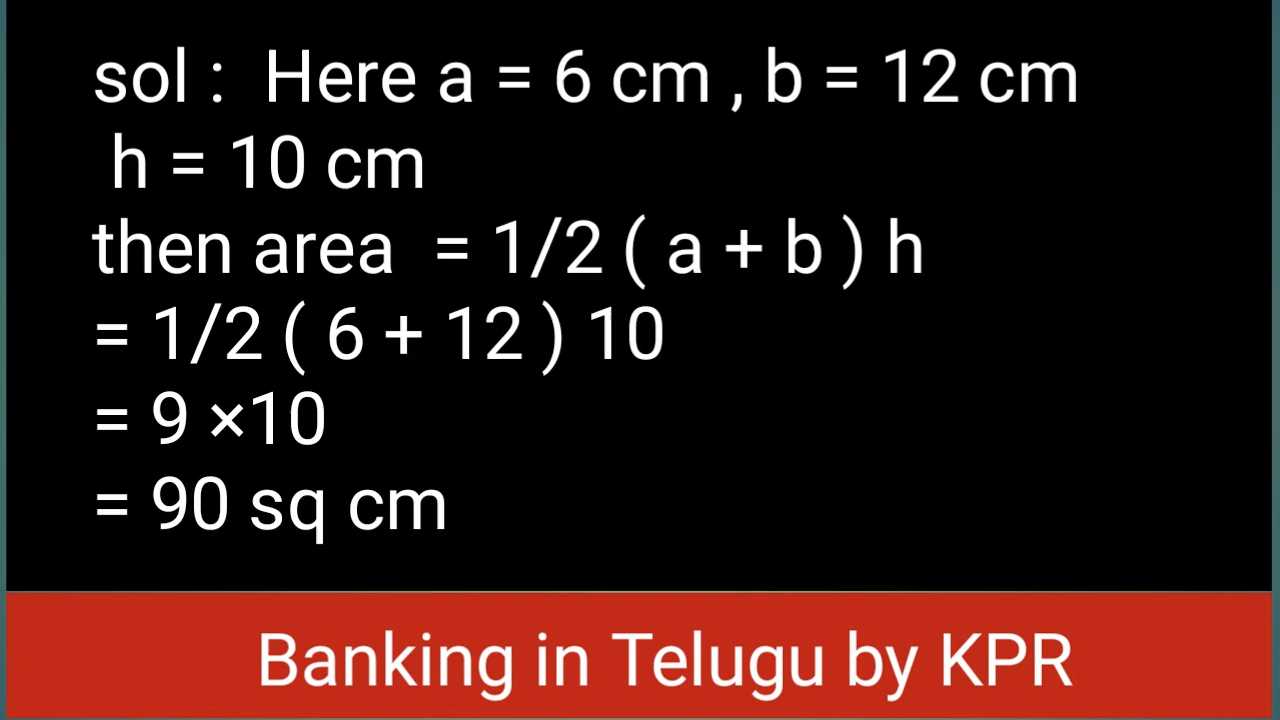 sol :  Here a = 6 cm , b = 12 cm
h = 10 cm
then area  = 1/2 ( a + b ) h
= 1/2 ( 6 + 12 ) 10
= 9 ×10
= 90 sq cm
Banking in Telugu by KPR